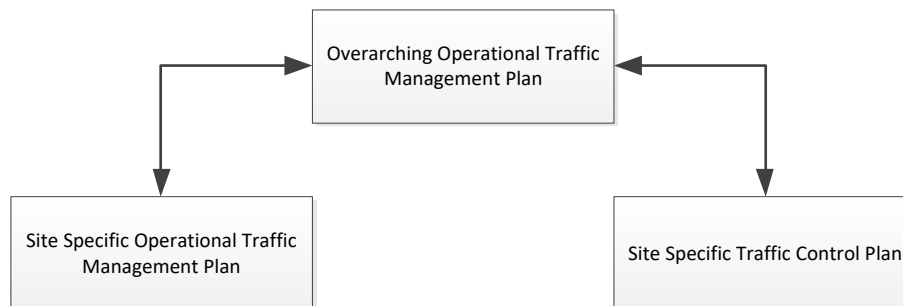 Overarching Operational Traffic
Management Plan
Site Specific Operational Traffic
Management Plan
Site Specific Traffic Control Plan